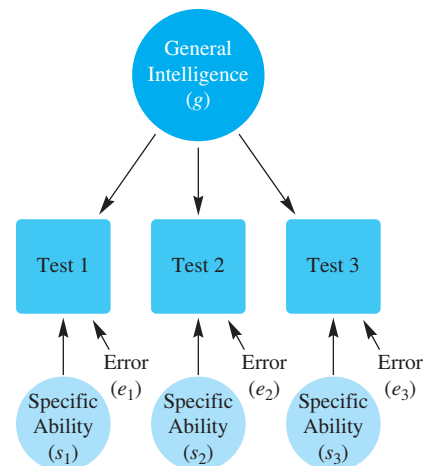 General
Intelligence
(g)
Test 1
Test 2
Test 3
Error
(e₁)
Error
(e₂)
Error
(e₃)
Specific
Ability
(s₁)
Specific
Ability
(s₂)
Specific
Ability
(s₃)